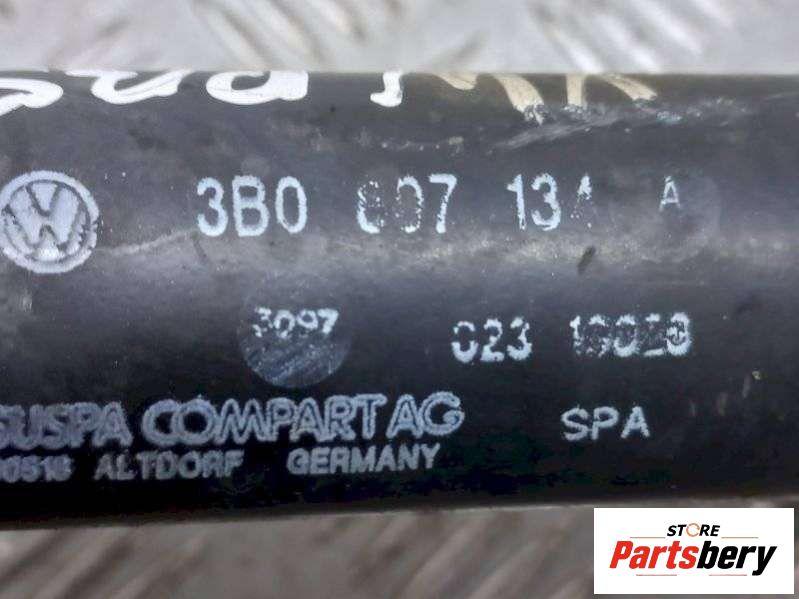 3B0 807 134 A
3097
023
SUSPA COMPART AG SPA
ALTDORF GERMANY
STORE
Partsbery